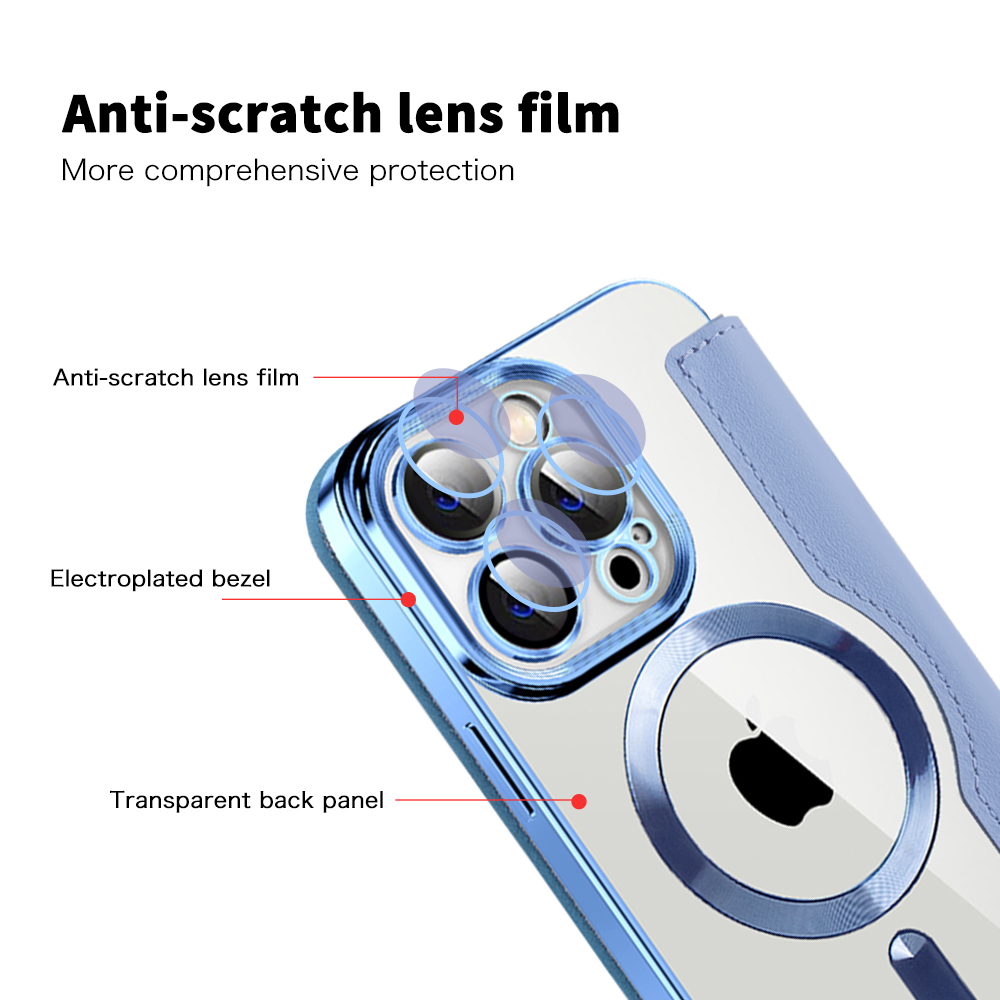 Anti-scratch lens film
More comprehensive protection
Anti-scratch lens film
Electroplated bezel
Transparent back panel